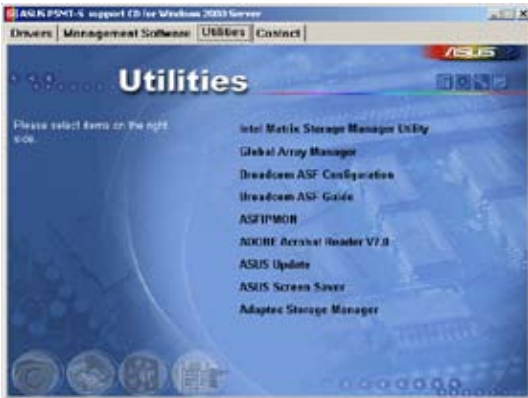 ASUS P5MT-S support CD for Windows 2000 Server
Drivers Management Software Utilities Contact
ASUS
Utilities
Please select items on the right
side.
Intel Matrix Storage Manager Utility
Global Array Manager
Broadcom ASF Configuration
Broadcom ASF Guide
ASFIPMON
ADOBE Acrobat Reader V7.0
ASUS Update
ASUS Screen Saver
Adaptec Storage Manager